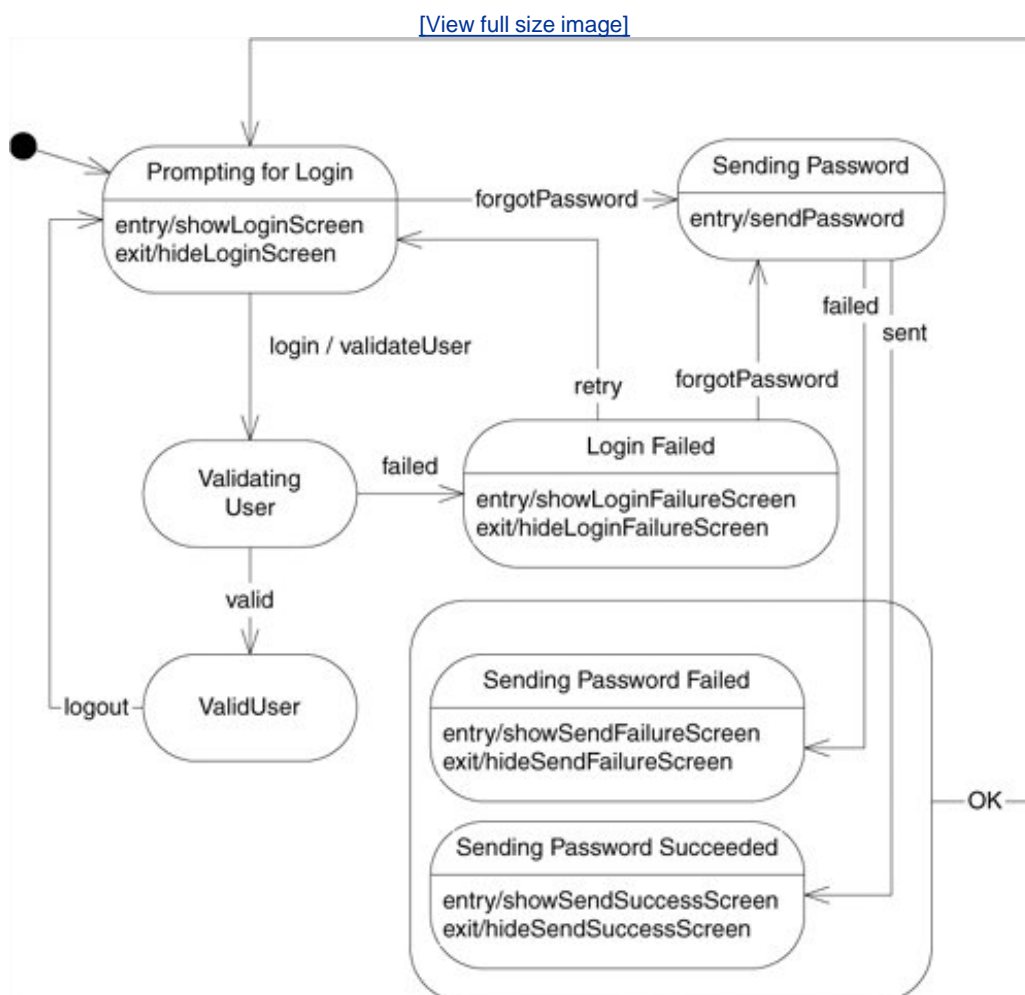 [View full size image]
Prompting for Login
entry/showLoginScreen
exit/hideLoginScreen
forgotPassword
Sending Password
entry/sendPassword
failed
sent
login / validateUser
retry
forgotPassword
Validating
User
failed
Login Failed
entry/showLoginFailureScreen
exit/hideLoginFailureScreen
valid
logout
ValidUser
Sending Password Failed
entry/showSendFailureScreen
exit/hideSendFailureScreen
OK
Sending Password Succeeded
entry/showSendSuccessScreen
exit/hideSendSuccessScreen